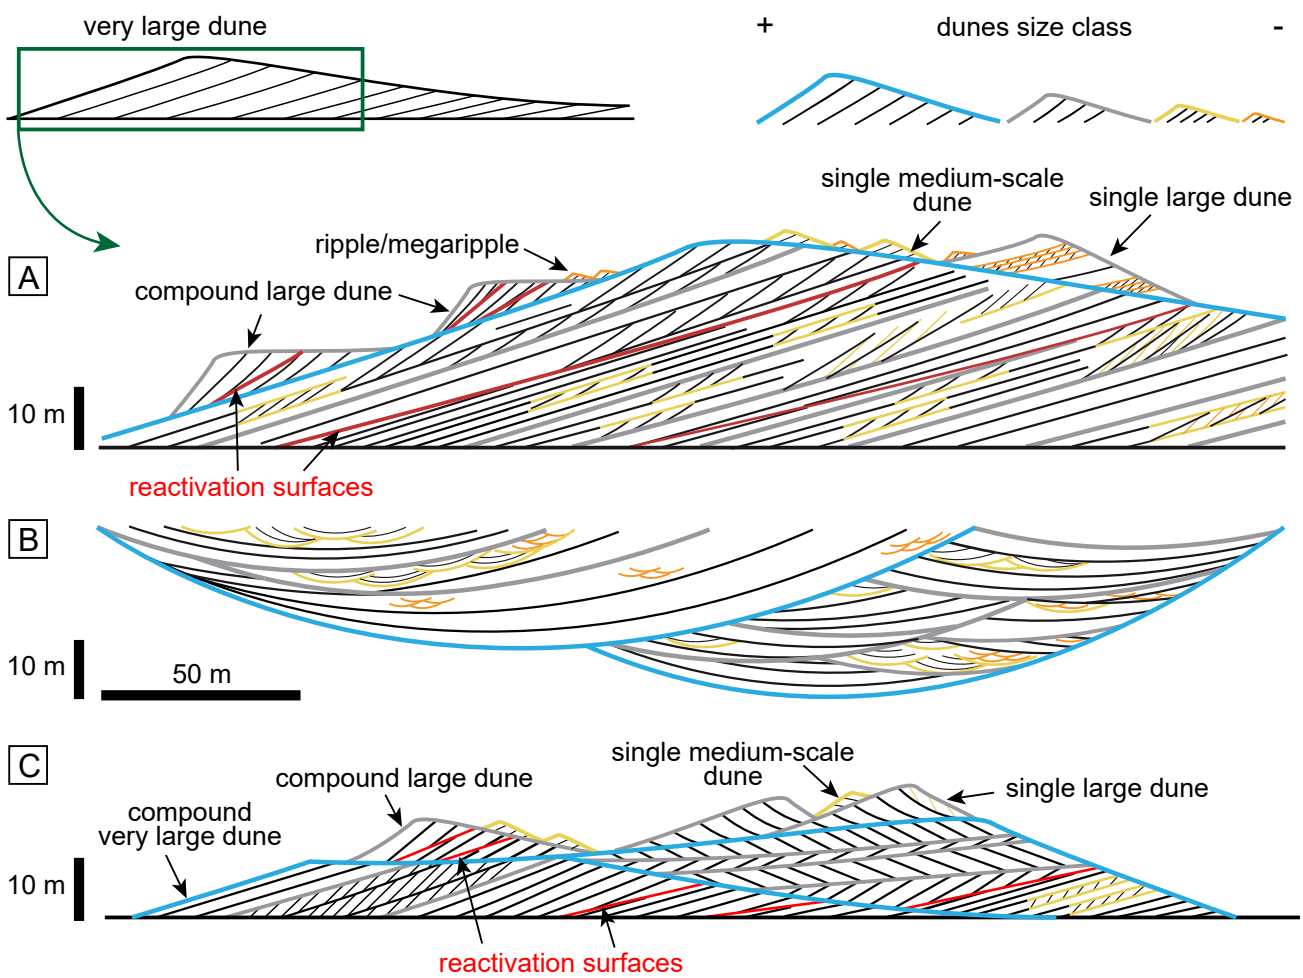 very large dune
+ dunes size class -
single medium-scale
dune
single large dune
ripple/megaripple
A
compound large dune
10 m
reactivation surfaces
B
10 m
50 m
C
single medium-scale
dune
compound large dune
single large dune
compound
very large dune
10 m
reactivation surfaces